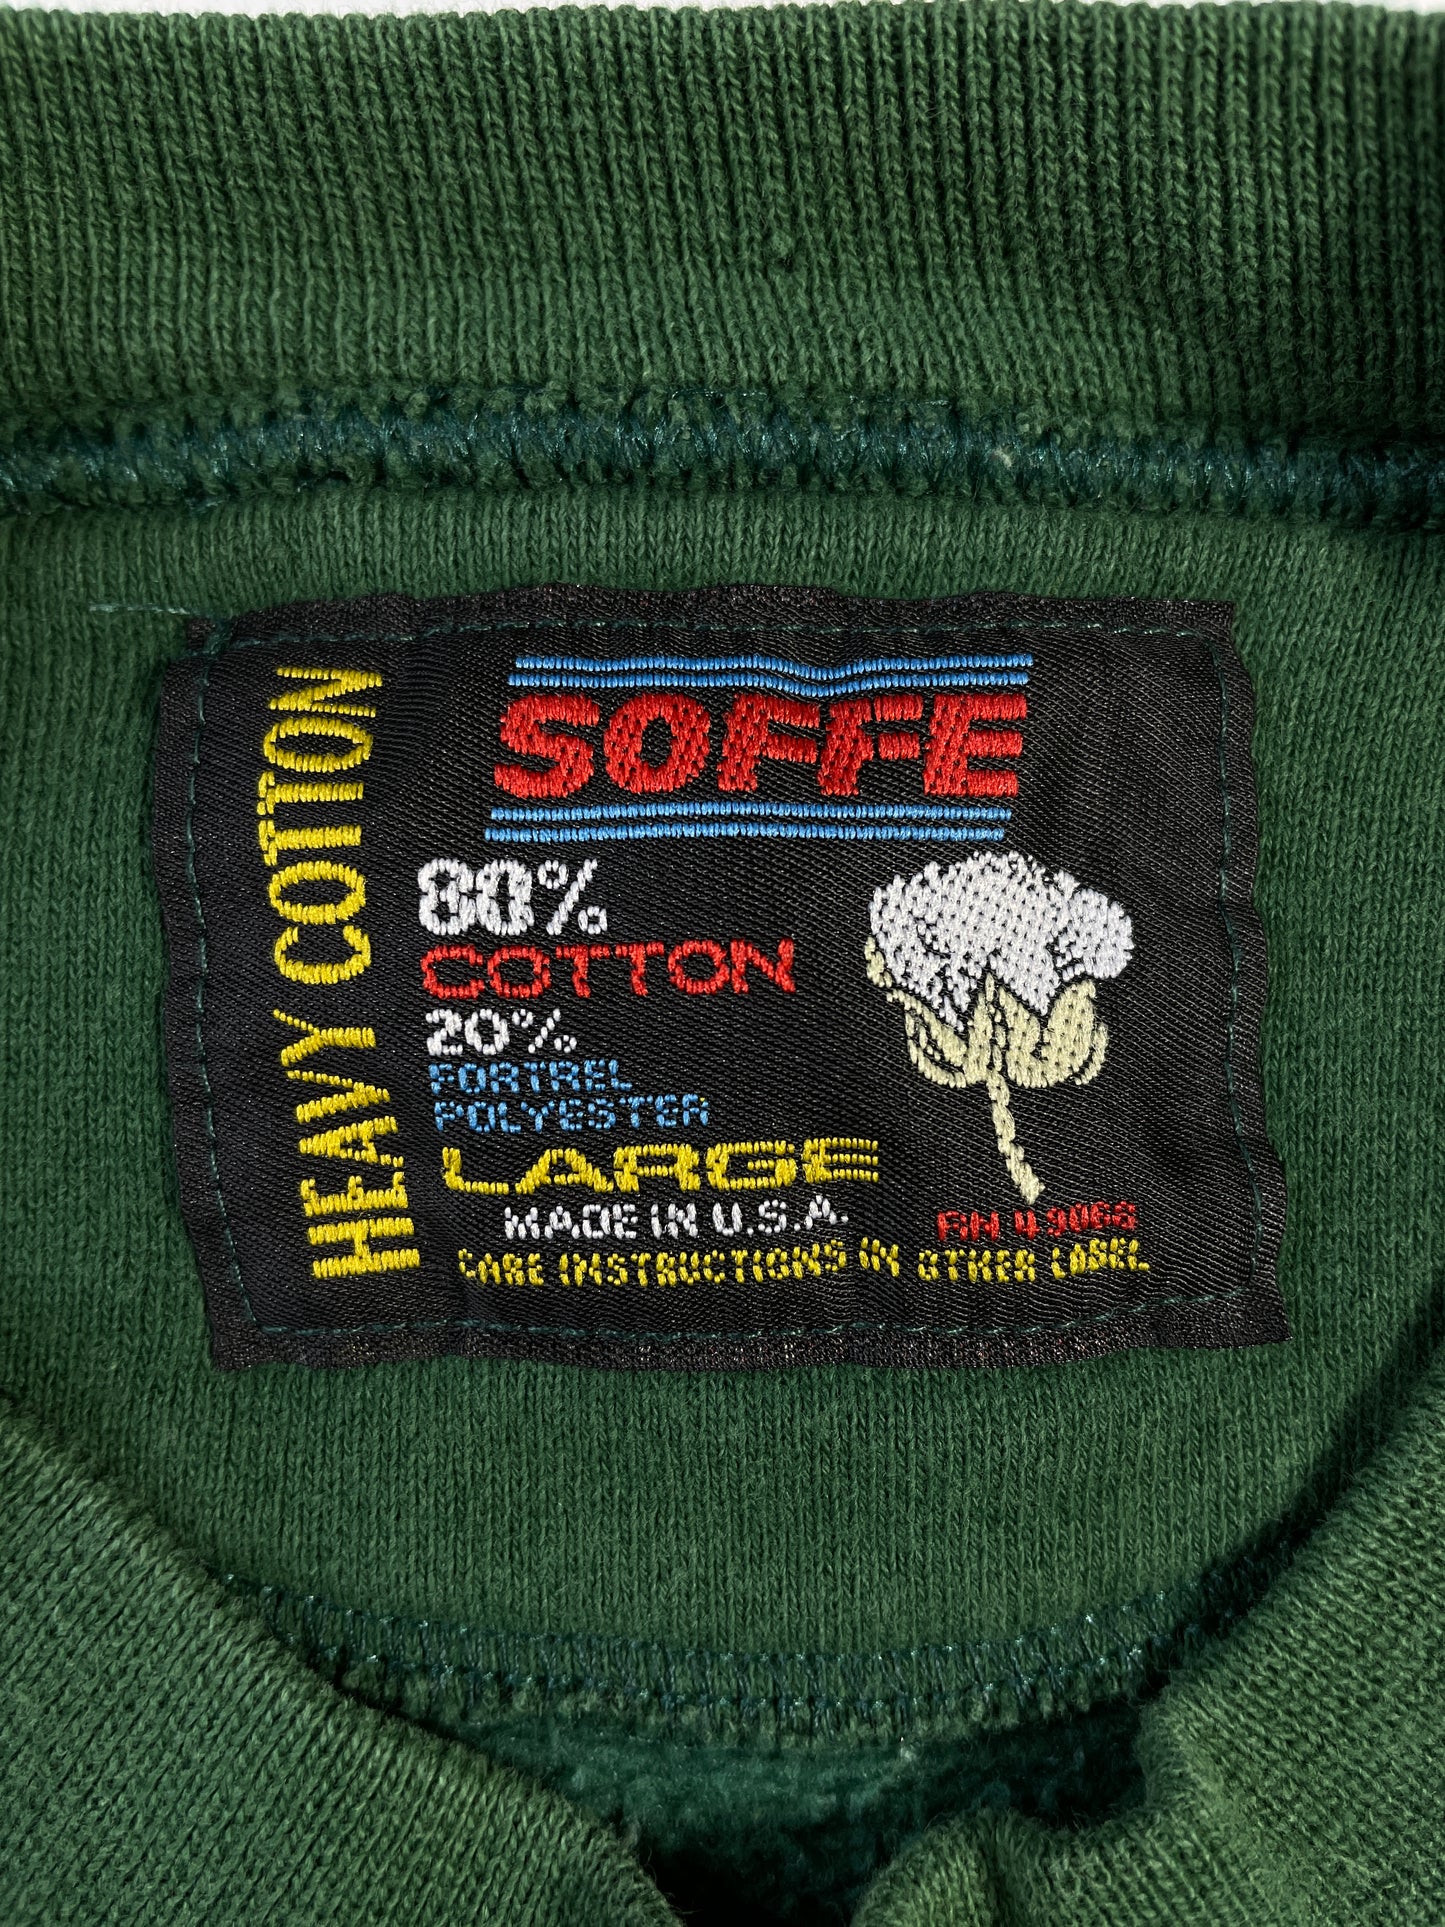 HEAVY COTTON
SOFFE
80%
COTTON
20%
FORTREL
POLYESTER
LARGE
MADE IN U.S.A.
RN 49068
CARE INSTRUCTIONS IN OTHER LABEL